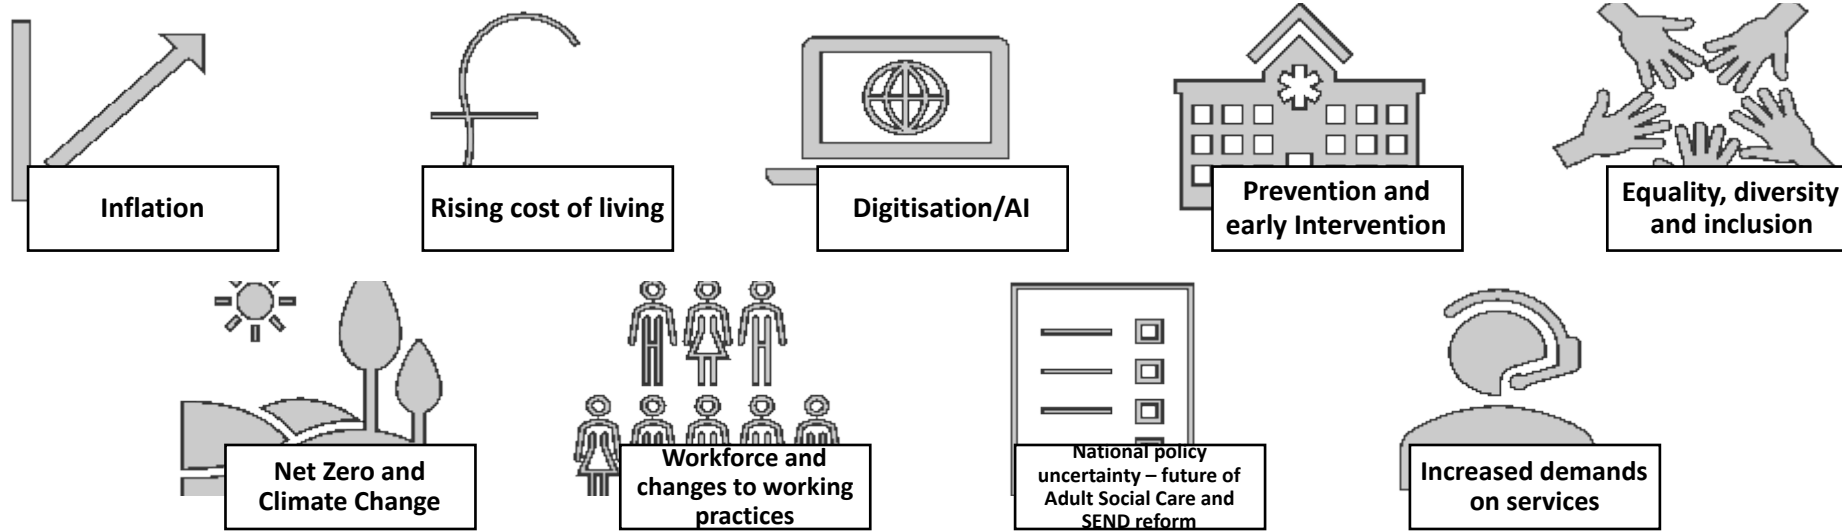 Inflation
Rising cost of living
Digitisation/AI
Prevention and
early Intervention
Equality, diversity
and inclusion
Net Zero and
Climate Change
Workforce and
changes to working
practices
National policy
uncertainty – future of
Adult Social Care and
SEND reform
Increased demands
on services